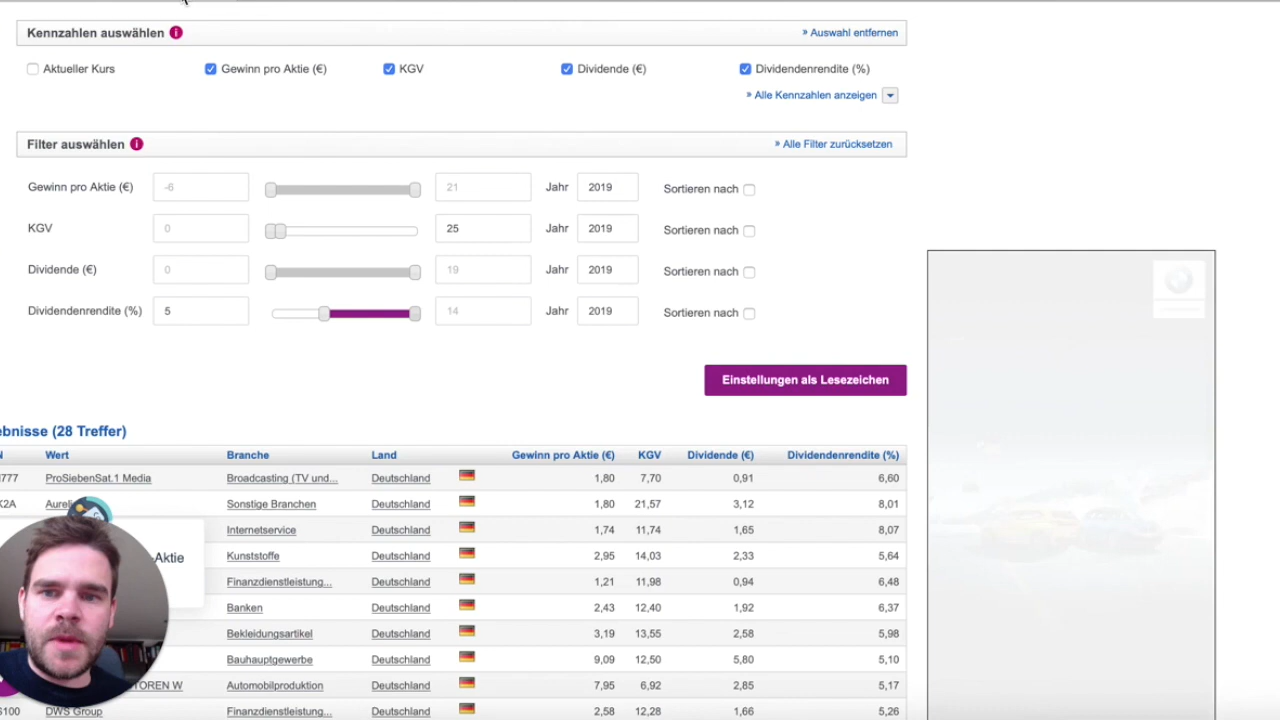 Kennzahlen auswählen i » Auswahl entfernen
Aktueller Kurs Gewinn pro Aktie (€) KGV Dividende (€) Dividendenrendite (%)
» Alle Kennzahlen anzeigen
Filter auswählen i » Alle Filter zurücksetzen
Gewinn pro Aktie (€) -6 21 Jahr 2019 Sortieren nach
KGV 0 25 Jahr 2019 Sortieren nach
Dividende (€) 0 19 Jahr 2019 Sortieren nach
Dividendenrendite (%) 5 14 Jahr 2019 Sortieren nach
Einstellungen als Lesezeichen
ebnisse (28 Treffer)
N Wert Branche Land Gewinn pro Aktie (€) KGV Dividende (€) Dividendenrendite (%)
777 ProSiebenSat.1 Media Broadcasting (TV und... Deutschland 1,80 7,70 0,91 6,60
K2A Aureli Sonstige Branchen Deutschland 1,80 21,57 3,12 8,01
Internetservice Deutschland 1,74 11,74 1,65 8,07
-Aktie Kunststoffe Deutschland 2,95 14,03 2,33 5,64
Finanzdienstleistung... Deutschland 1,21 11,98 0,94 6,48
Banken Deutschland 2,43 12,40 1,92 6,37
Bekleidungsartikel Deutschland 3,19 13,55 2,58 5,98
Bauhauptgewerbe Deutschland 9,09 12,50 5,80 5,10
TOREN W Automobilproduktion Deutschland 7,95 6,92 2,85 5,17
S100 DWS Group Finanzdienstleistung... Deutschland 2,58 12,28 1,66 5,26